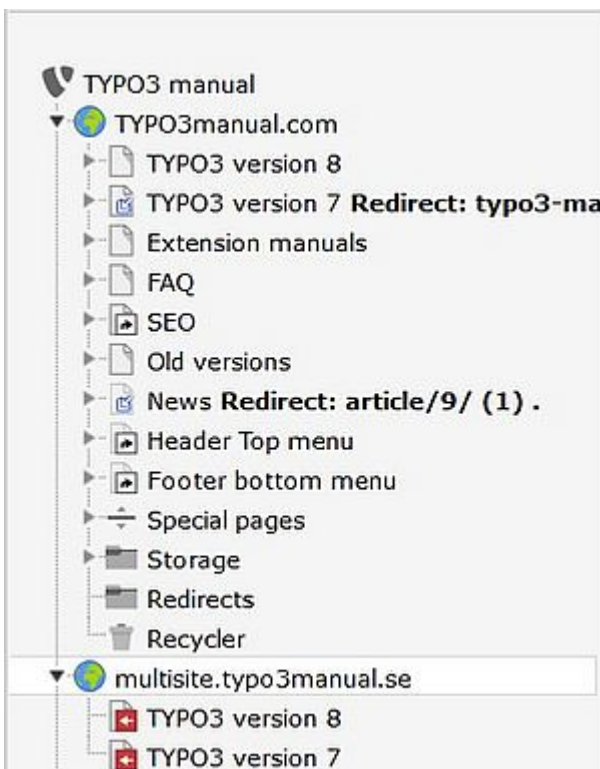 TYPO3 manual
TYPO3manual.com
TYPO3 version 8
TYPO3 version 7 Redirect: typo3-ma
Extension manuals
FAQ
SEO
Old versions
News Redirect: article/9/ (1) .
Header Top menu
Footer bottom menu
Special pages
Storage
Redirects
Recycler
multisite.typo3manual.se
TYPO3 version 8
TYPO3 version 7